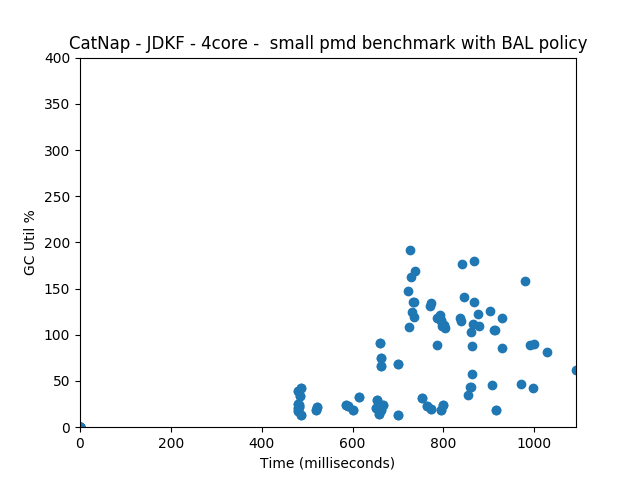 CatNap - JDKF - 4core -  small pmd benchmark with BAL policy
400
350
300
250
200
150
100
50
0
GC Util %
0 200 400 600 800 1000
Time (milliseconds)